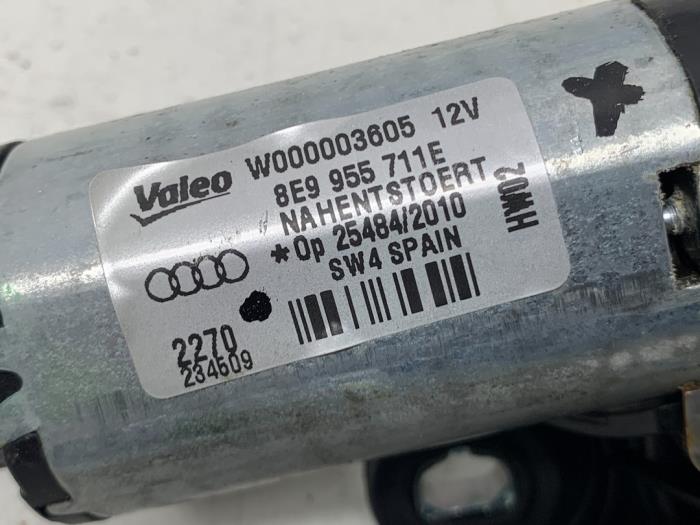 Valeo
W000003605 12V
8E9 955 711E
NAHENTSTOERT
*Op 25484/2010
SW4 SPAIN
HW02
2270
234609